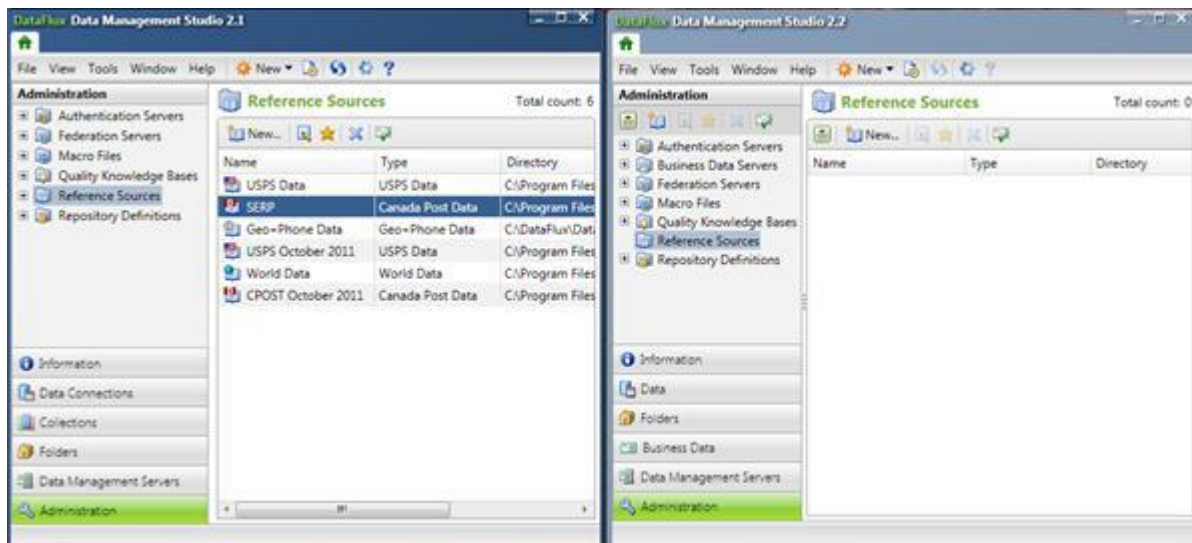 DataFlux Data Management Studio 2.1
File View Tools Window Help New ?
Administration
Authentication Servers
Federation Servers
Macro Files
Quality Knowledge Bases
Reference Sources
Repository Definitions
Information
Data Connections
Collections
Folders
Data Management Servers
Administration
Reference Sources Total count: 6
New...
Name Type Directory
USPS Data USPS Data C:\Program Files
SERP Canada Post Data C:\Program Files
Geo+Phone Data Geo+Phone Data C:\DataFlux\Dat
USPS October 2011 USPS Data C:\Program Files
World Data World Data C:\Program Files
CPOST October 2011 Canada Post Data C:\Program Files
DataFlux Data Management Studio 2.2
File View Tools Window Help New ?
Administration
Authentication Servers
Business Data Servers
Federation Servers
Macro Files
Quality Knowledge Bases
Reference Sources
Repository Definitions
Information
Data
Folders
Business Data
Data Management Servers
Administration
Reference Sources Total count: 0
New...
Name Type Directory